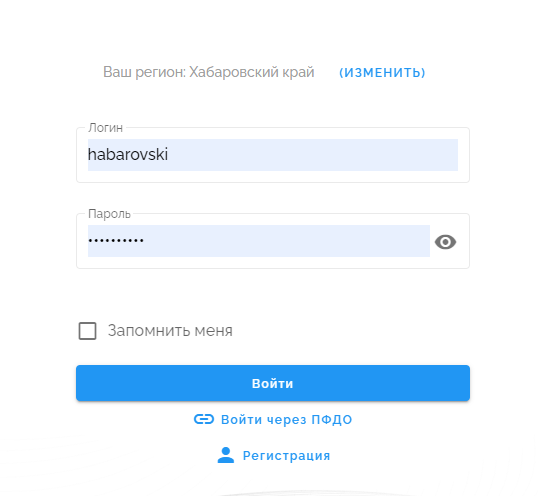 Ваш регион: Хабаровский край (ИЗМЕНИТЬ)
Логин
habarovski
Пароль
••••••••••
Запомнить меня
Войти
Войти через ПФДО
Регистрация